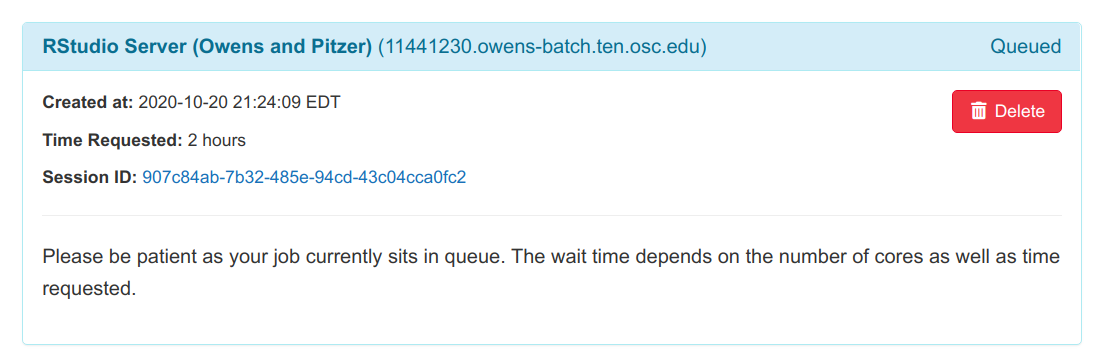 RStudio Server (Owens and Pitzer) (11441230.owens-batch.ten.osc.edu) Queued
Created at: 2020-10-20 21:24:09 EDT
Delete
Time Requested: 2 hours
Session ID: 907c84ab-7b32-485e-94cd-43c04cca0fc2
Please be patient as your job currently sits in queue. The wait time depends on the number of cores as well as time
requested.